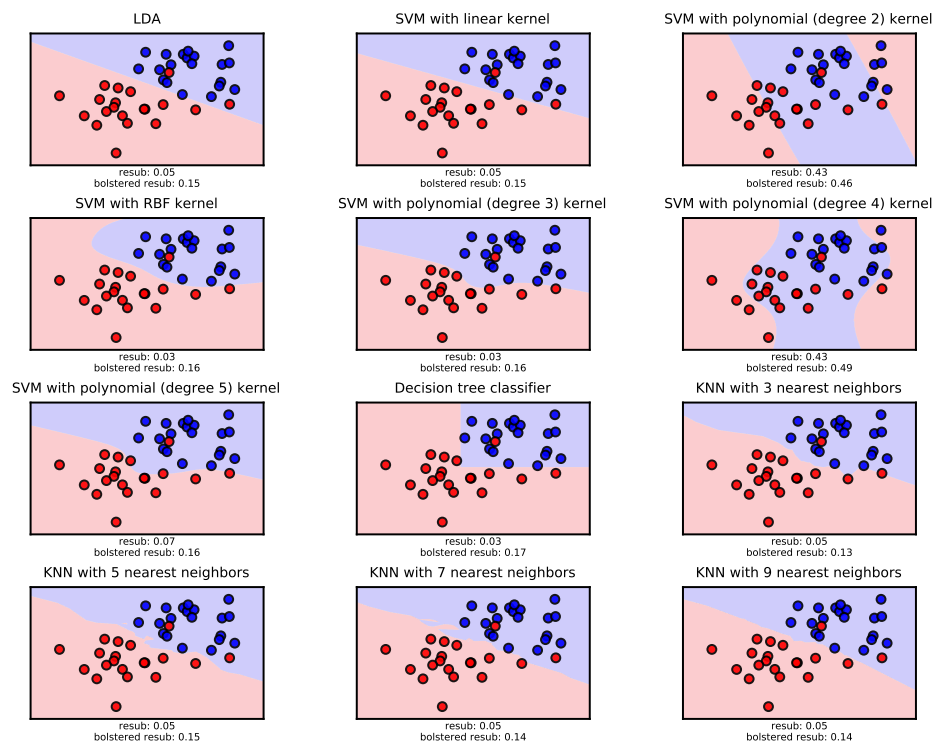 LDA
SVM with linear kernel
SVM with polynomial (degree 2) kernel
resub: 0.05
bolstered resub: 0.15
resub: 0.05
bolstered resub: 0.15
resub: 0.43
bolstered resub: 0.46
SVM with RBF kernel
SVM with polynomial (degree 3) kernel
SVM with polynomial (degree 4) kernel
resub: 0.03
bolstered resub: 0.16
resub: 0.03
bolstered resub: 0.16
resub: 0.43
bolstered resub: 0.49
SVM with polynomial (degree 5) kernel
Decision tree classifier
KNN with 3 nearest neighbors
resub: 0.07
bolstered resub: 0.16
resub: 0.03
bolstered resub: 0.17
resub: 0.05
bolstered resub: 0.13
KNN with 5 nearest neighbors
KNN with 7 nearest neighbors
KNN with 9 nearest neighbors
resub: 0.05
bolstered resub: 0.15
resub: 0.05
bolstered resub: 0.14
resub: 0.05
bolstered resub: 0.14